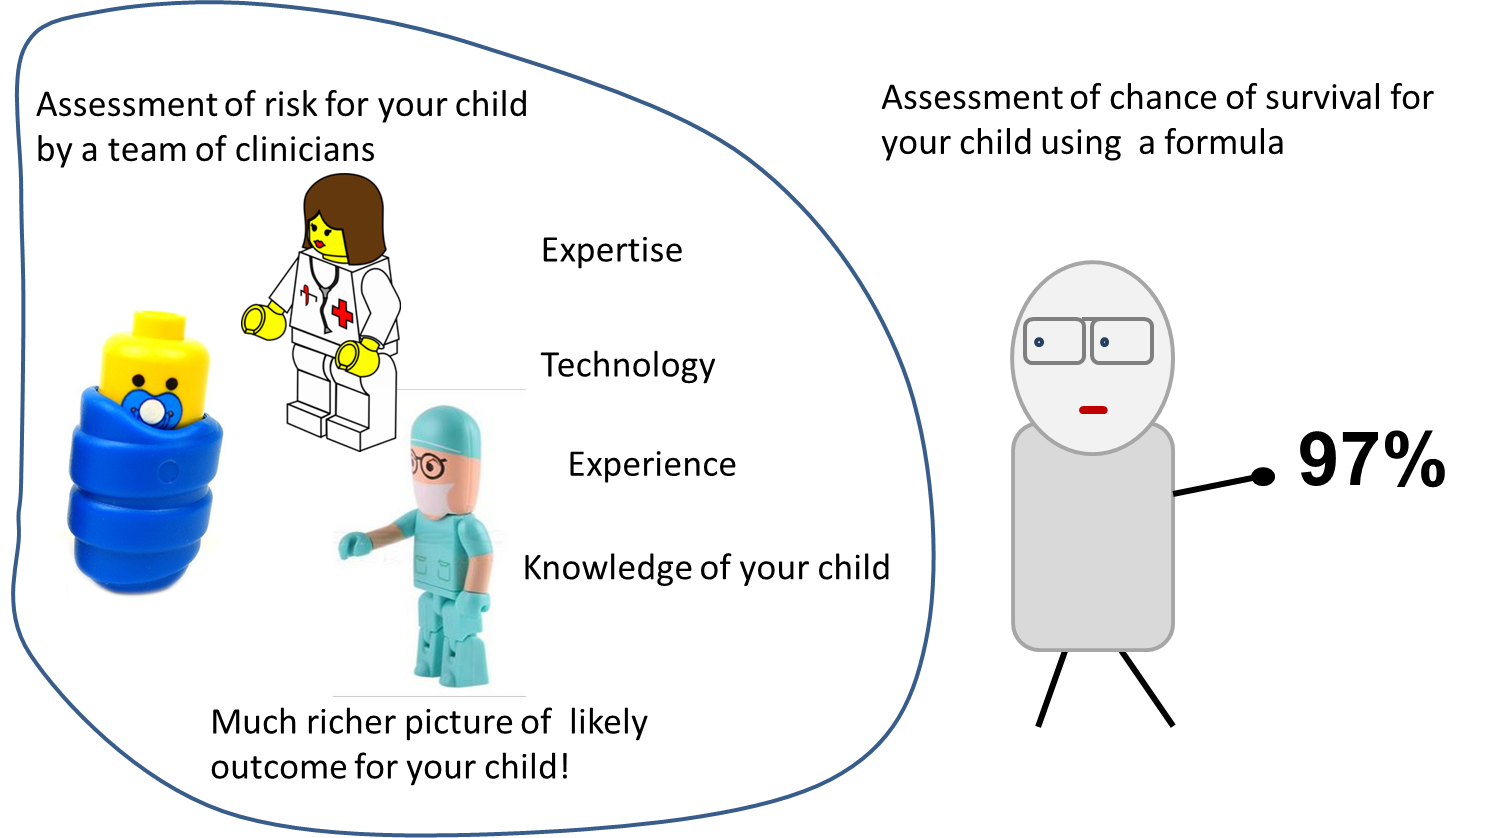 Assessment of risk for your child
by a team of clinicians
Expertise
Technology
Experience
Knowledge of your child
Much richer picture of likely
outcome for your child!
Assessment of chance of survival for
your child using a formula
97%